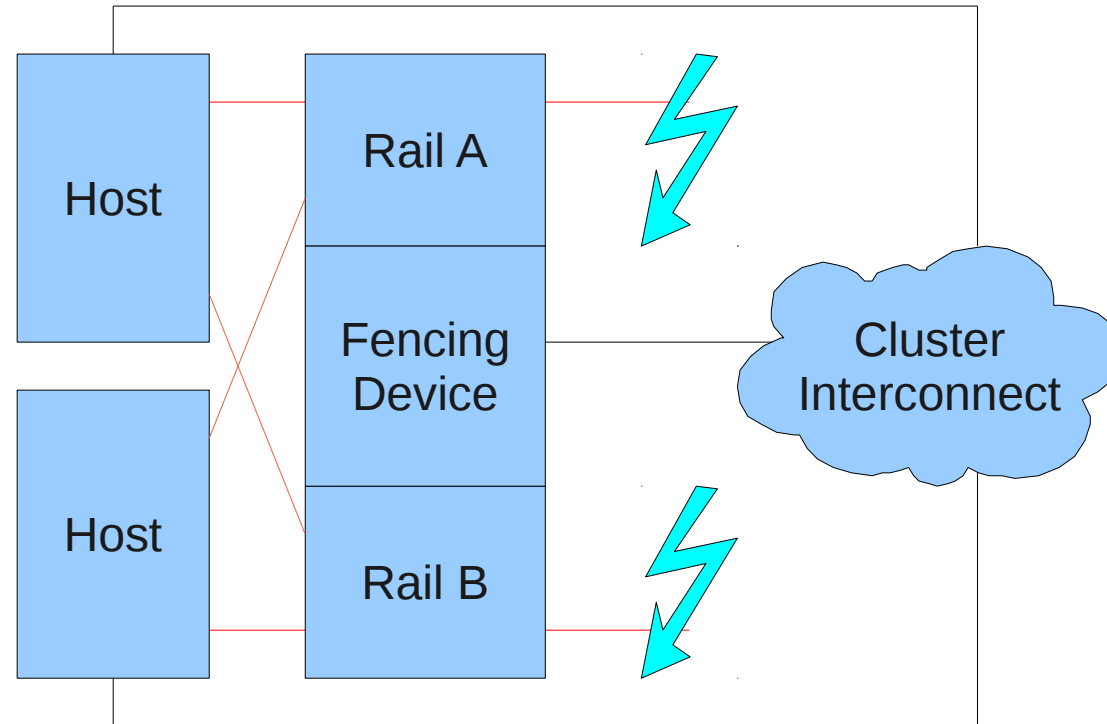 Host
Rail A
Fencing
Device
Cluster
Interconnect
Host
Rail B